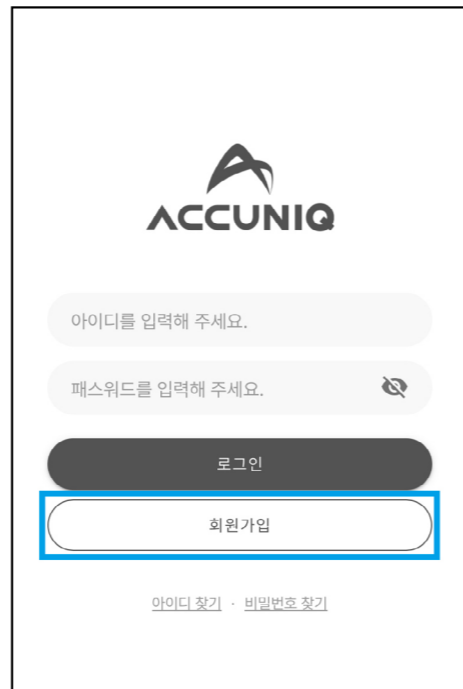 ACCUNIQ
아이디를 입력해 주세요.
패스워드를 입력해 주세요.
로그인
회원가입
아이디 찾기 · 비밀번호 찾기